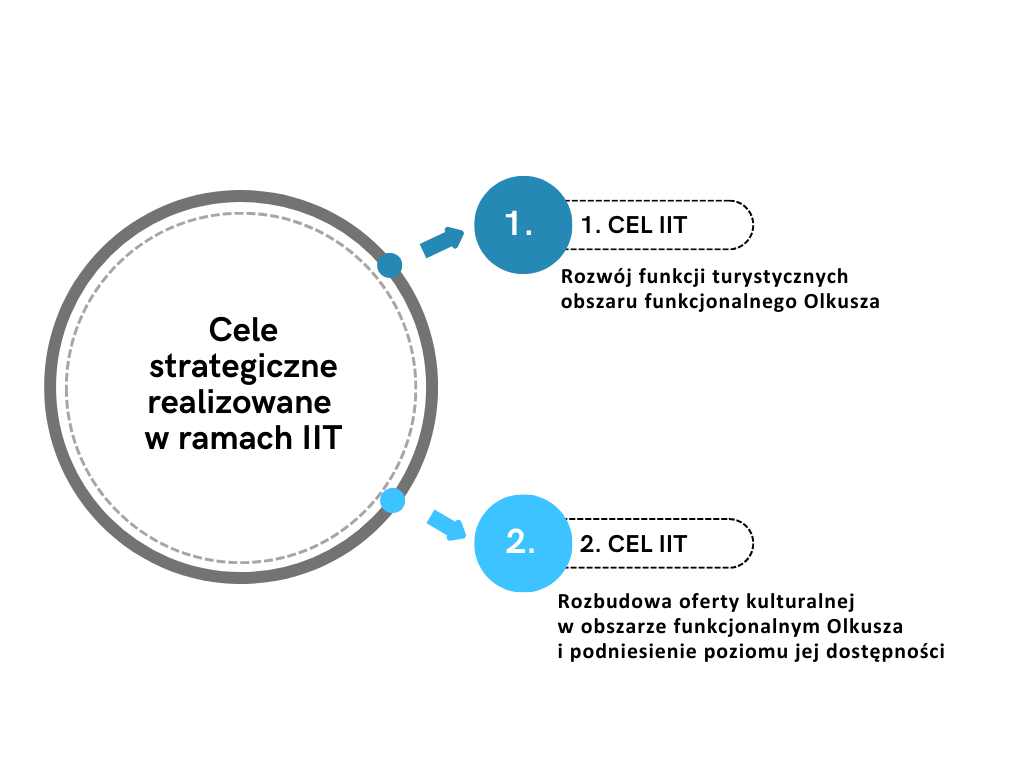 Cele
strategiczne
realizowane
w ramach IIT
1.
1. CEL IIT
Rozwój funkcji turystycznych
obszaru funkcjonalnego Olkusza
2.
2. CEL IIT
Rozbudowa oferty kulturalnej
w obszarze funkcjonalnym Olkusza
i podniesienie poziomu jej dostępności